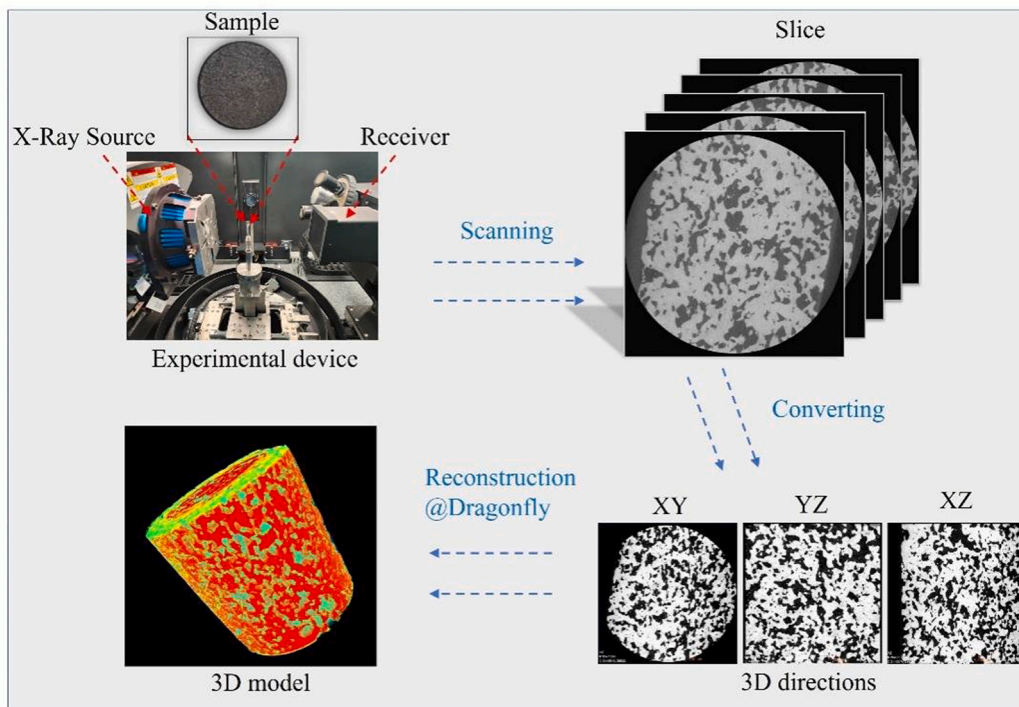 Sample
Slice
X-Ray Source
Receiver
Scanning
Experimental device
Converting
Reconstruction
@Dragonfly
XY
YZ
XZ
3D model
3D directions